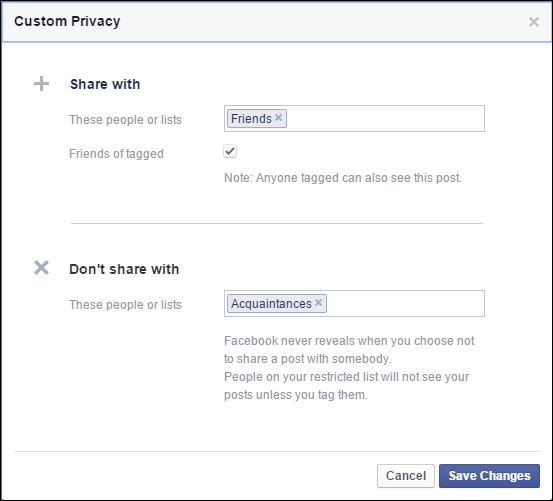 Custom Privacy
Share with
These people or lists
Friends
Friends of tagged
Note: Anyone tagged can also see this post.
Don't share with
These people or lists
Acquaintances
Facebook never reveals when you choose not
to share a post with somebody.
People on your restricted list will not see your
posts unless you tag them.
Cancel
Save Changes